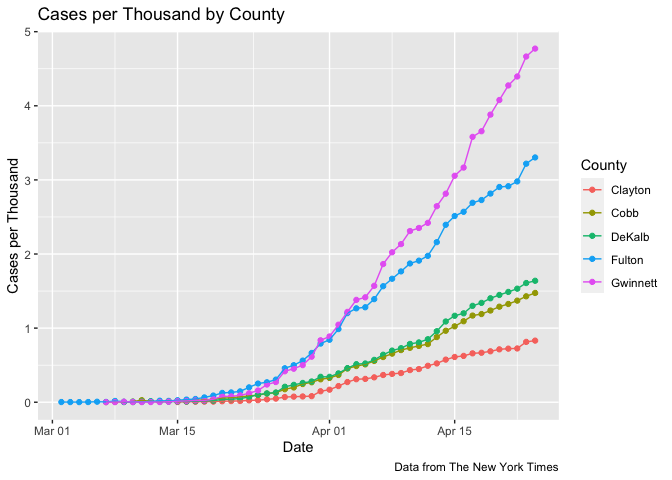 Cases per Thousand by County
Cases per Thousand
5
4
3
2
1
0
Mar 01
Mar 15
Apr 01
Apr 15
Date
County
Clayton
Cobb
DeKalb
Fulton
Gwinnett
Data from The New York Times